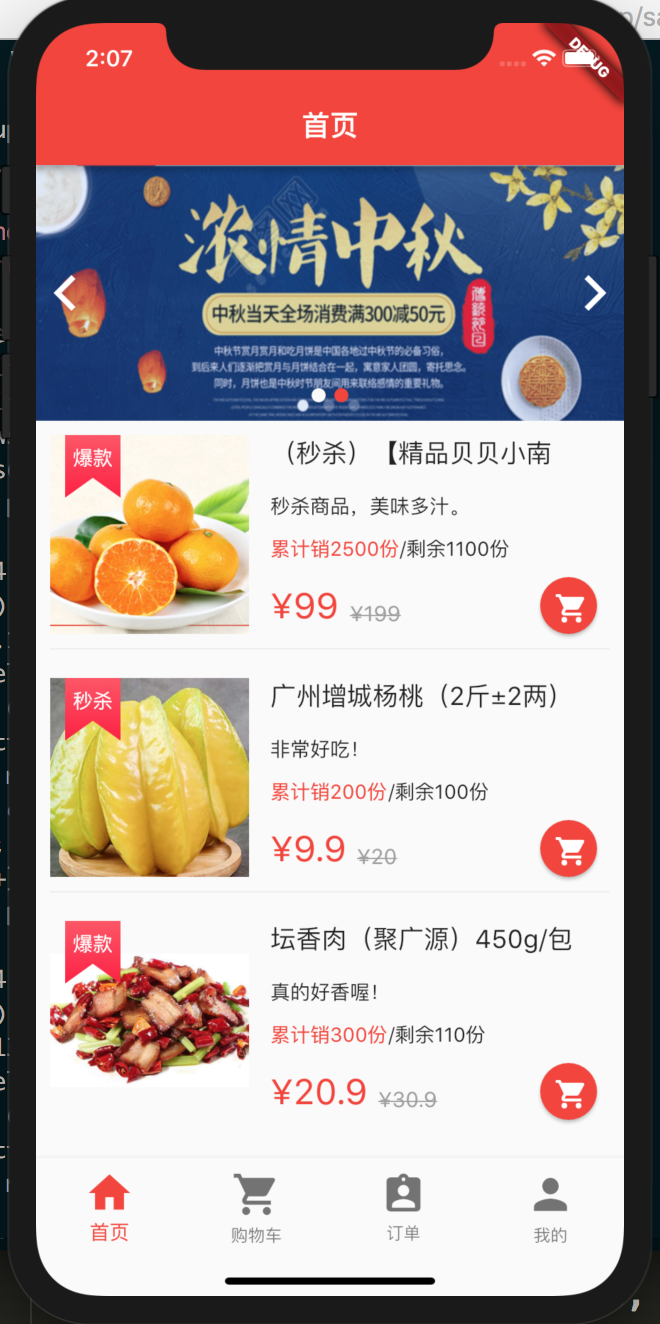 2:07
DEBUG
首页
浓情中秋
中秋当天全场消费满300减50元
中秋节赏月赏月和吃月饼是中国各地过中秋节的必备习俗，
到后来人们逐渐把赏月与月饼结合在一起，寓意家人团圆，寄托思念。
同时，月饼也是中秋时节朋友间用来联络感情的重要礼物。
爆款
（秒杀）【精品贝贝小南
秒杀商品，美味多汁。
累计销2500份/剩余1100份
¥99 ¥199
秒杀
广州增城杨桃（2斤±2两）
非常好吃！
累计销200份/剩余100份
¥9.9 ¥20
爆款
坛香肉（聚广源）450g/包
真的好香喔！
累计销300份/剩余110份
¥20.9 ¥30.9
首页
购物车
订单
我的